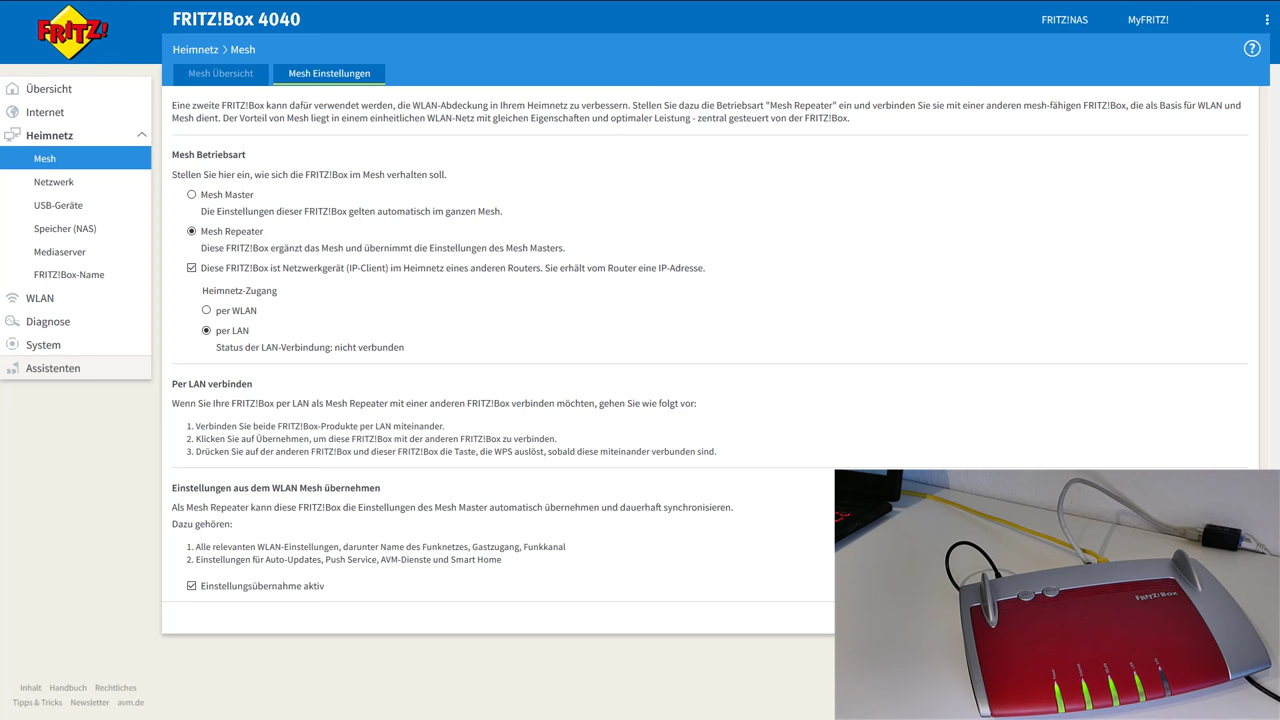 FRITZ!
FRITZ!Box 4040
FRITZ!NAS
MyFRITZ!
Heimnetz > Mesh
?
Mesh Übersicht
Mesh Einstellungen
Übersicht
Internet
Heimnetz
Mesh
Netzwerk
USB-Geräte
Speicher (NAS)
Mediaserver
FRITZ!Box-Name
WLAN
Diagnose
System
Assistenten
Eine zweite FRITZ!Box kann dafür verwendet werden, die WLAN-Abdeckung in Ihrem Heimnetz zu verbessern. Stellen Sie dazu die Betriebsart "Mesh Repeater" ein und verbinden Sie sie mit einer anderen mesh-fähigen FRITZ!Box, die als Basis für WLAN und
Mesh dient. Der Vorteil von Mesh liegt in einem einheitlichen WLAN-Netz mit gleichen Eigenschaften und optimaler Leistung - zentral gesteuert von der FRITZ!Box.
Mesh Betriebsart
Stellen Sie hier ein, wie sich die FRITZ!Box im Mesh verhalten soll.
Mesh Master
Die Einstellungen dieser FRITZ!Box gelten automatisch im ganzen Mesh.
Mesh Repeater
Diese FRITZ!Box ergänzt das Mesh und übernimmt die Einstellungen des Mesh Masters.
Diese FRITZ!Box ist Netzwerkgerät (IP-Client) im Heimnetz eines anderen Routers. Sie erhält vom Router eine IP-Adresse.
Heimnetz-Zugang
per WLAN
per LAN
Status der LAN-Verbindung: nicht verbunden
Per LAN verbinden
Wenn Sie Ihre FRITZ!Box per LAN als Mesh Repeater mit einer anderen FRITZ!Box verbinden möchten, gehen Sie wie folgt vor:
1. Verbinden Sie beide FRITZ!Box-Produkte per LAN miteinander.
2. Klicken Sie auf Übernehmen, um diese FRITZ!Box mit der anderen FRITZ!Box zu verbinden.
3. Drücken Sie auf der anderen FRITZ!Box und dieser FRITZ!Box die Taste, die WPS auslöst, sobald diese miteinander verbunden sind.
Einstellungen aus dem WLAN Mesh übernehmen
Als Mesh Repeater kann diese FRITZ!Box die Einstellungen des Mesh Master automatisch übernehmen und dauerhaft synchronisieren.
Dazu gehören:
1. Alle relevanten WLAN-Einstellungen, darunter Name des Funknetzes, Gastzugang, Funkkanal
2. Einstellungen für Auto-Updates, Push Service, AVM-Dienste und Smart Home
Einstellungsübernahme aktiv
FRITZ!Box
Inhalt Handbuch Rechtliches
Tipps & Tricks Newsletter avm.de